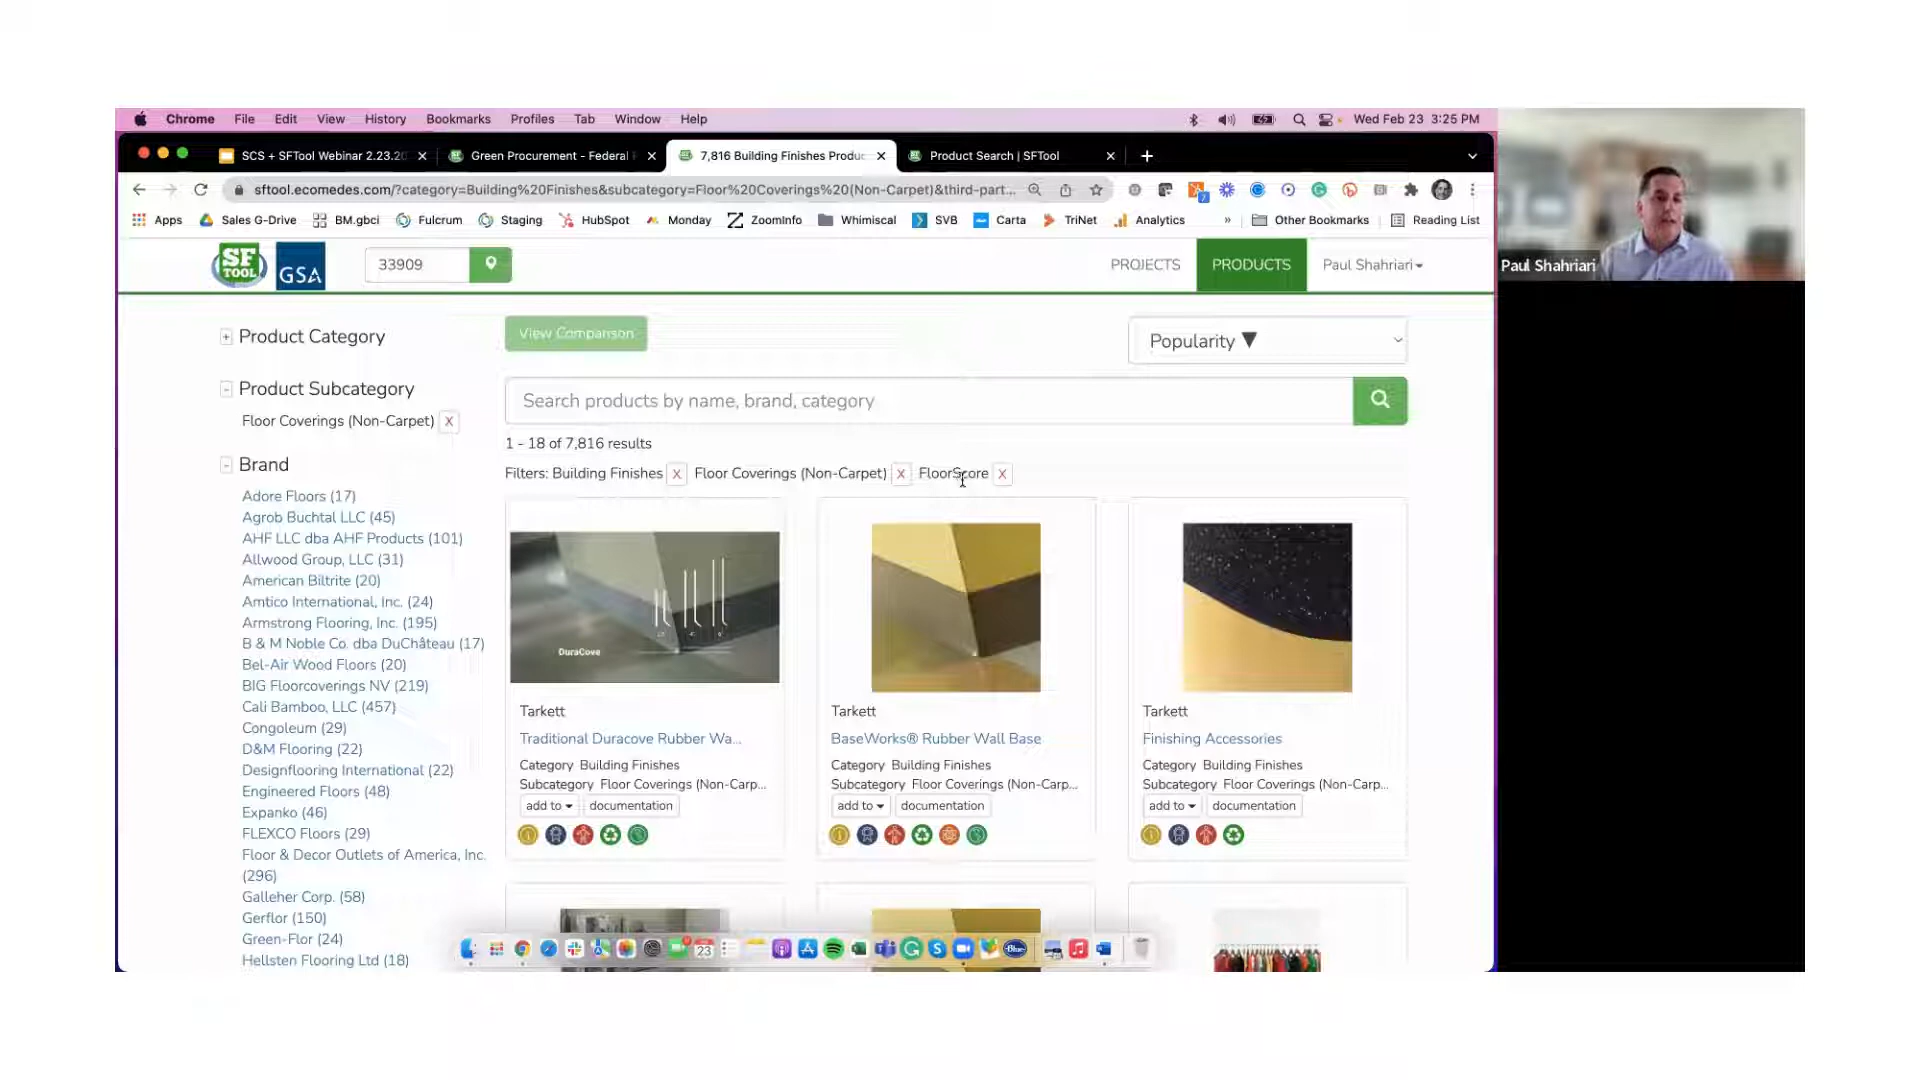 Chrome File Edit View History Bookmarks Profiles Tab Window Help Wed Feb 23 3:25 PM
SCS + SFTool Webinar 2.23.20 Green Procurement - Federal 7,816 Building Finishes Produc Product Search | SFTool
sftool.ecomedes.com/?category=Building%20Finishes&subcategory=Floor%20Coverings%20(Non-Carpet)&third-part...
Apps Sales G-Drive BM.gbci Fulcrum Staging HubSpot Monday ZoomInfo Whimsical SVB Carta TriNet Analytics » Other Bookmarks Reading List
SF TOOL GSA 33909 PROJECTS PRODUCTS Paul Shahriari
Paul Shahriari
+ Product Category
- Product Subcategory
Floor Coverings (Non-Carpet) X
- Brand
Adore Floors (17)
Agrob Buchtal LLC (45)
AHF LLC dba AHF Products (101)
Allwood Group, LLC (31)
American Biltrite (20)
Amtico International, Inc. (24)
Armstrong Flooring, Inc. (195)
B & M Noble Co. dba DuChâteau (17)
Bel-Air Wood Floors (20)
BIG Floorcoverings NV (219)
Cali Bamboo, LLC (457)
Congoleum (29)
D&M Flooring (22)
Designflooring International (22)
Engineered Floors (48)
Expanko (46)
FLEXCO Floors (29)
Floor & Decor Outlets of America, Inc.
(296)
Galleher Corp. (58)
Gerflor (150)
Green-Flor (24)
Hellsten Flooring Ltd (18)
View Comparison
Popularity ▼
Search products by name, brand, category
1 - 18 of 7,816 results
Filters: Building Finishes X Floor Coverings (Non-Carpet) X FloorScore X
DuraCove
Tarkett
Traditional Duracove Rubber Wa...
Category Building Finishes
Subcategory Floor Coverings (Non-Carp...
add to documentation
Tarkett
BaseWorks® Rubber Wall Base
Category Building Finishes
Subcategory Floor Coverings (Non-Carp...
add to documentation
Tarkett
Finishing Accessories
Category Building Finishes
Subcategory Floor Coverings (Non-Carp...
add to documentation
23
Blue